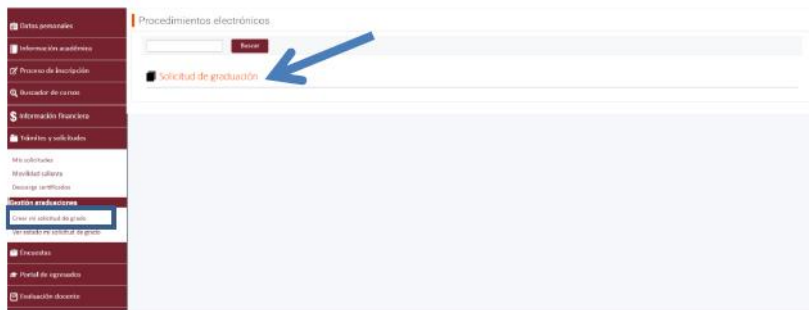 Datos personales
Información académica
Proceso de inscripción
Buscador de cursos
Información financiera
Trámites y solicitudes
Mis solicitudes
Movilidad saliente
Descarga certificados
Gestión graduaciones
Crear mi solicitud de grado
Ver estado mi solicitud de grado
Encuestas
Portal de egresados
Evaluación docente
Procedimientos electrónicos
Buscar
Solicitud de graduación